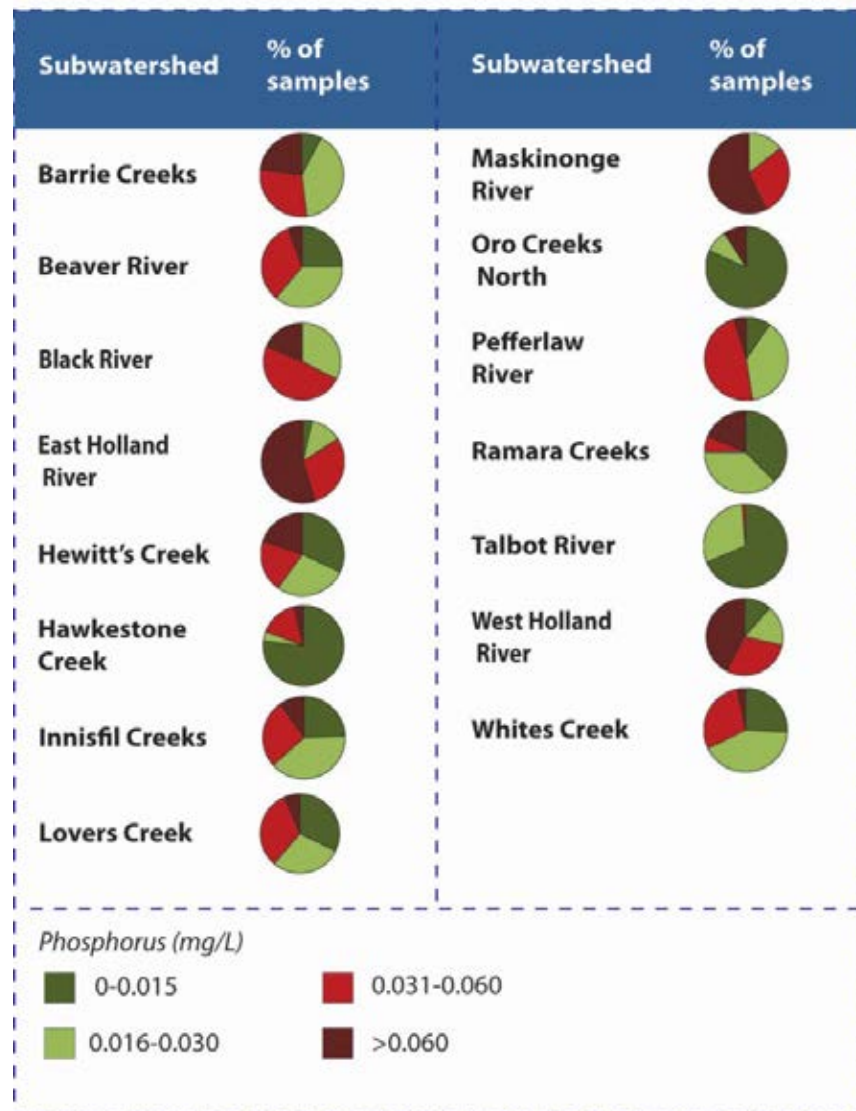 Subwatershed
% of
samples
Barrie Creeks
Beaver River
Black River
East Holland
River
Hewitt's Creek
Hawkestone
Creek
Innisfil Creeks
Lovers Creek
Subwatershed
% of
samples
Maskinonge
River
Oro Creeks
North
Pefferlaw
River
Ramara Creeks
Talbot River
West Holland
River
Whites Creek
Phosphorus (mg/L)
0-0.015
0.016-0.030
0.031-0.060
>0.060